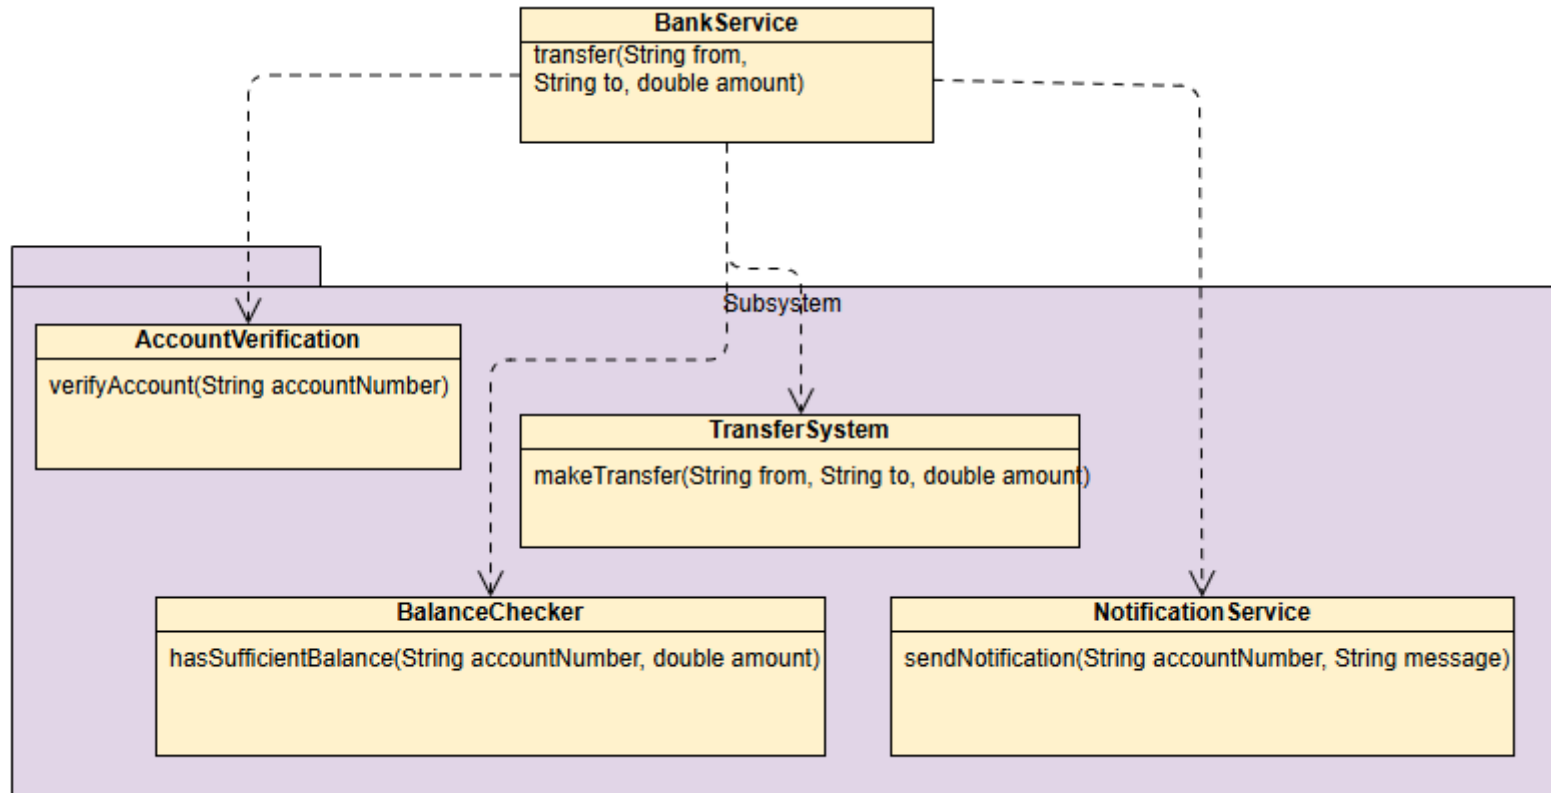 BankService
transfer(String from,
String to, double amount)
Subsystem
AccountVerification
verifyAccount(String accountNumber)
TransferSystem
makeTransfer(String from, String to, double amount)
BalanceChecker
hasSufficientBalance(String accountNumber, double amount)
NotificationService
sendNotification(String accountNumber, String message)